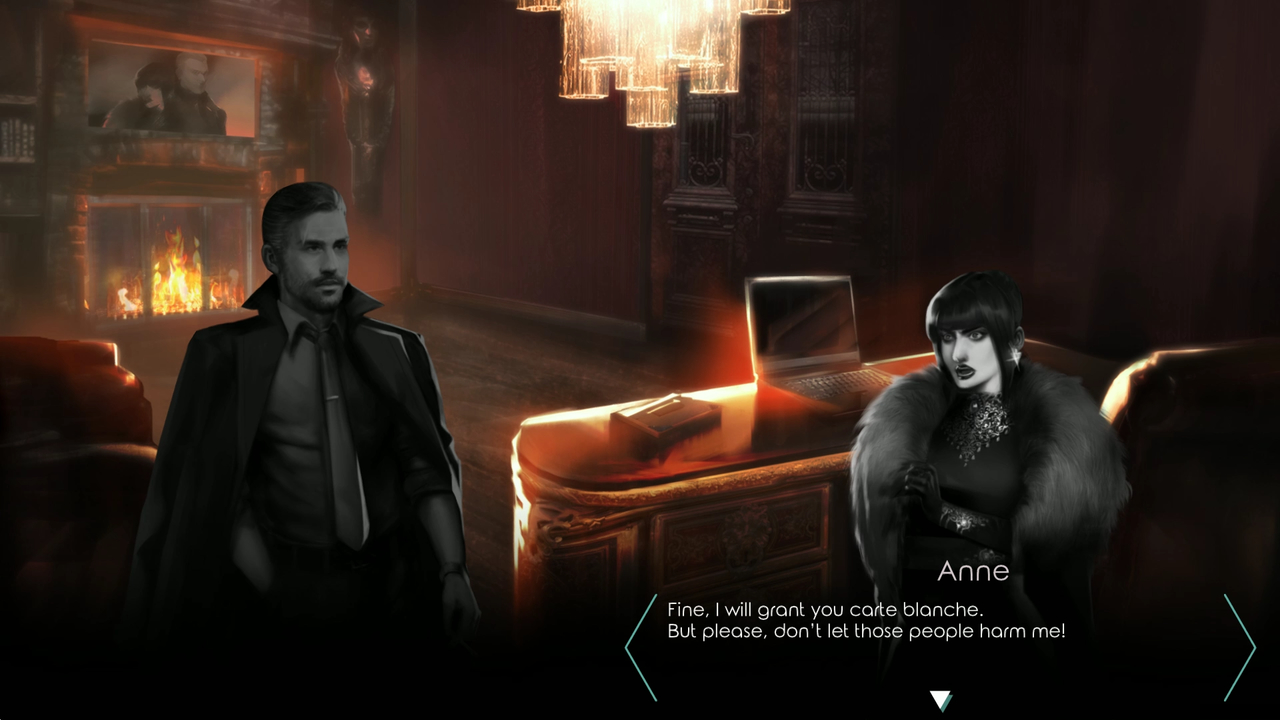 Anne
Fine, I will grant you carte blanche.
But please, don't let those people harm me!